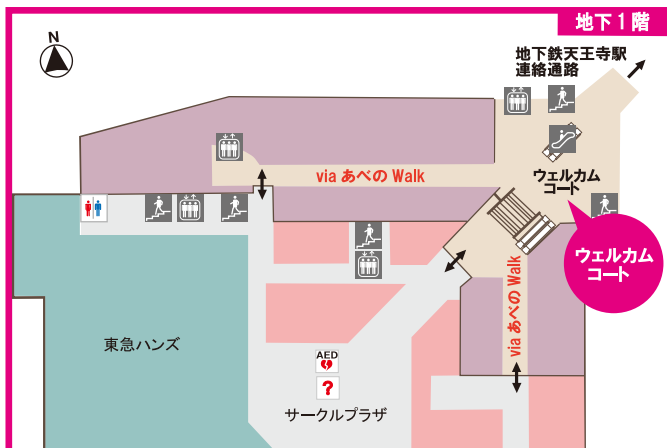 地下1階
N
地下鉄天王寺駅
連絡通路
via あべの Walk
ウェルカム
コート
ウェルカム
コート
via あべの Walk
東急ハンズ
AED
?
サークルプラザ